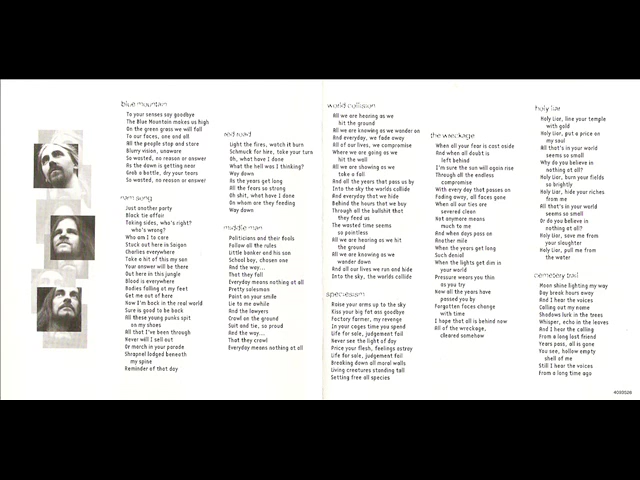 blue mountain
To your senses say goodbye
The Blue Mountain makes us high
On the green grass we will fall
To our faces, one and all
All the people stop and stare
Blurry vision, unaware
So wasted, no reason or answer
As the dawn is getting near
Grab a bottle, dry your tears
So wasted, no reason or answer
nam song
Just another party
Black tie affair
Taking sides, who's right?
who's wrong?
Who am I to care
Stuck out here in Saigon
Charlies everywhere
Take a hit of this my son
Your answer will be there
Out here in this jungle
Blood is everywhere
Bodies falling at my feet
Get me out of here
Now I'm back in the real world
Sure is good to be back
All these young punks spit
on my shoes
All that I've been through
Never will I sell out
Or march in your parade
Shrapnel lodged beneath
my spine
Reminder of that day
red road
Light the fires, watch it burn
Schmuck for hire, take your turn
Oh, what have I done
What the hell was I thinking?
Way down
As the years get long
All the fears so strong
Oh shit, what have I done
On whom are they feeding
Way down
middle man
Politicians and their fools
Follow all the rules
Little banker and his son
School boy, chosen one
And the way...
That they fall
Everyday means nothing at all
Pretty salesman
Paint on your smile
Lie to me awhile
And the lawyers
Crawl on the ground
Suit and tie, so proud
And the way...
That they crawl
Everyday means nothing at all
world collision
All we are hearing as we
hit the ground
All we are knowing as we wander on
And everyday, we fade away
All of our lives, we compromise
Where we are going as we
hit the wall
All we are showing as we
take a fall
And all the years that pass us by
Into the sky the worlds collide
And everyday that we hide
Behind the hours that we buy
Through all the bullshit that
they feed us
The wasted time seems
so pointless
All we are hearing as we hit
the ground
All we are knowing as we
wander down
And all our lives we run and hide
Into the sky, the worlds collide
speciesism
Raise your arms up to the sky
Kiss your big fat ass goodbye
Factory farmer, my revenge
In your cages time you spend
Life for sale, judgement fail
Never see the light of day
Price your flesh, feelings astray
Life for sale, judgement fail
Breaking down all moral walls
Living creatures standing tall
Setting free all species
the wreckage
When all your fear is cast aside
And when all doubt is
left behind
I'm sure the sun will again rise
Through all the endless
compromise
With every day that passes on
Fading away, all faces gone
When all our ties are
severed clean
Not anymore means
much to me
And when days pass on
Another mile
When the years get long
Such denial
When the lights get dim in
your world
Pressure wears you thin
as you try
Now all the years have
passed you by
Forgotten faces change
with time
I hope that all is behind now
All of the wreckage,
cleared somehow
holy liar
Holy Liar, line your temple
with gold
Holy Liar, put a price on
my soul
All that's in your world
seems so small
Why do you believe in
nothing at all?
Holy Liar, burn your fields
so brightly
Holy Liar, hide your riches
from me
All that's in your world
seems so small
Or do you believe in
nothing at all?
Holy Liar, save me from
your slaughter
Holy Liar, pull me from
the water
cemetery trail
Moon shine lighting my way
Day break hours away
And I hear the voices
Calling out my name
Shadows lurk in the trees
Whisper, echo in the leaves
And I hear the calling
From a long lost friend
Years pass, all is gone
You see, hollow empty
shell of me
Still I hear the voices
From a long time ago